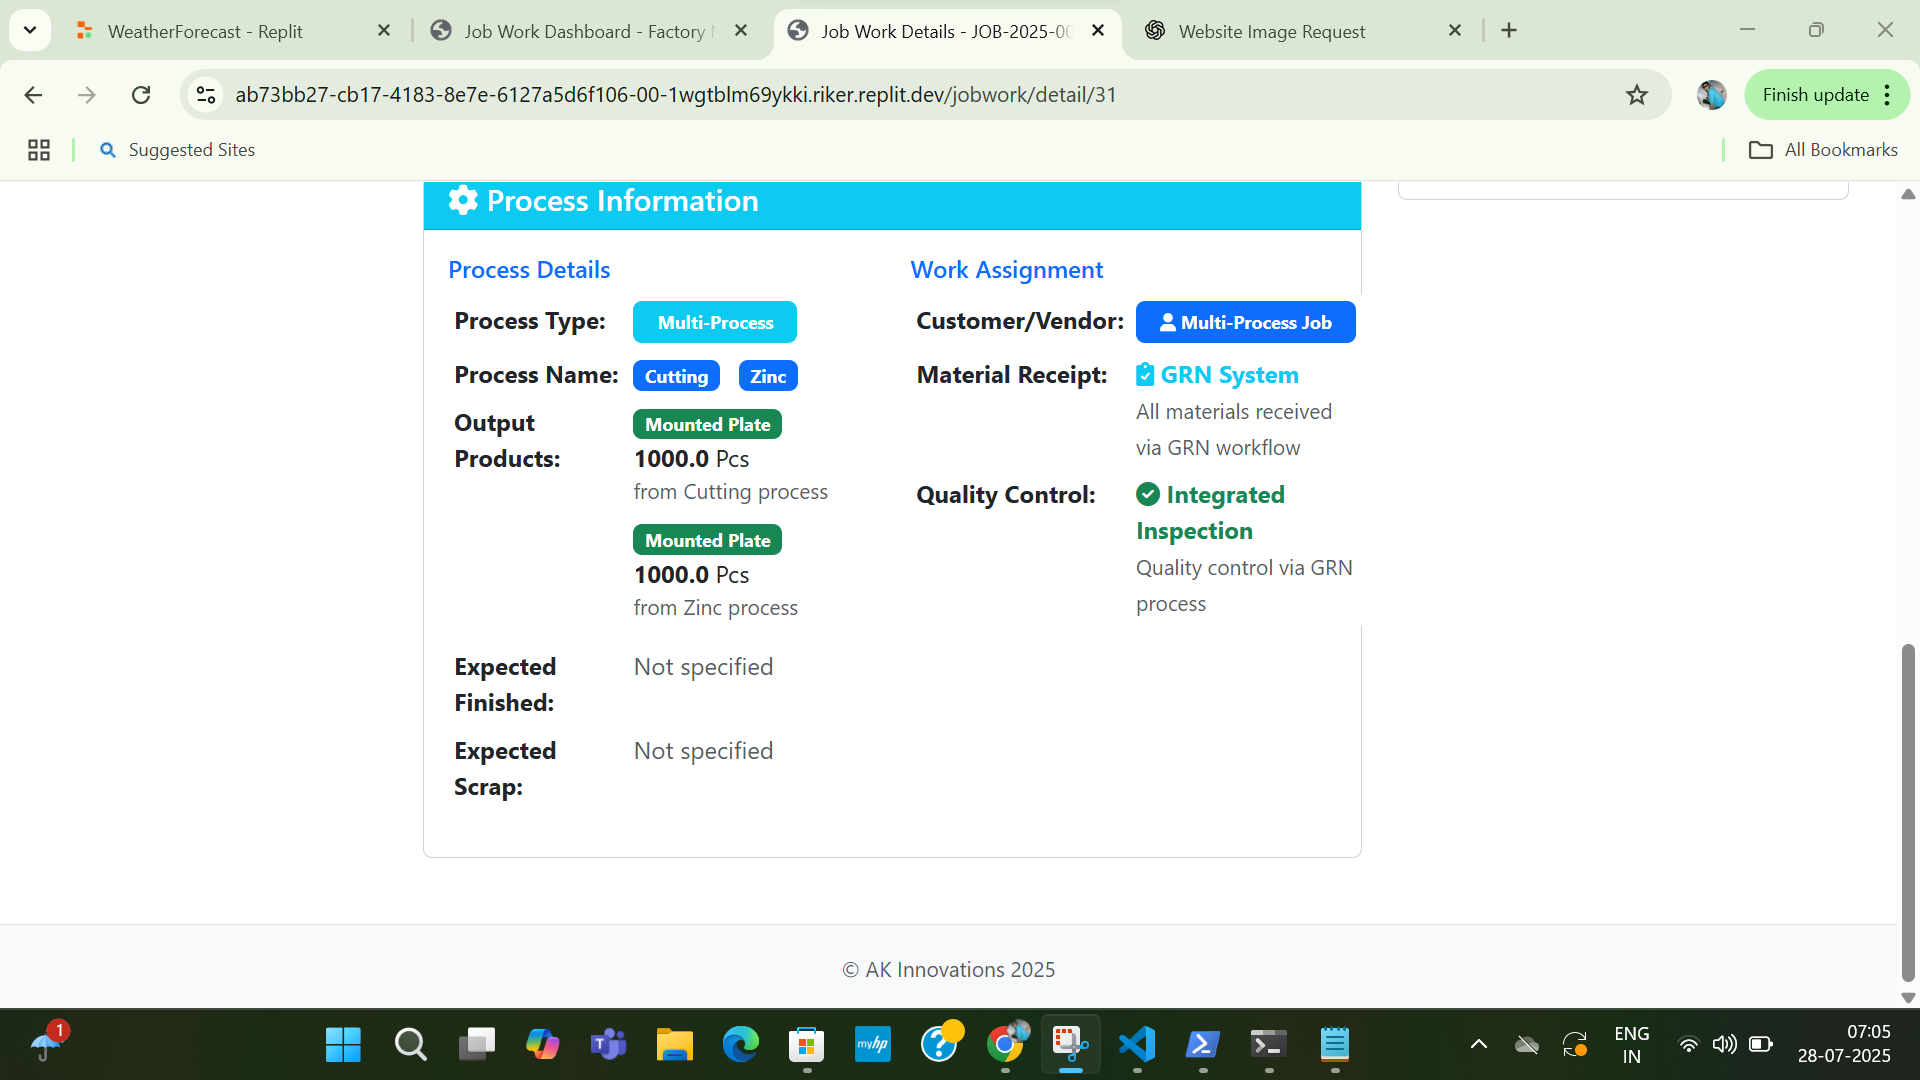 WeatherForecast - Replit
Job Work Dashboard - Factory
Job Work Details - JOB-2025-00
Website Image Request
ab73bb27-cb17-4183-8e7e-6127a5d6f106-00-1wgtblm69ykki.riker.replit.dev/jobwork/detail/31
Finish update
Suggested Sites
All Bookmarks
Process Information
Process Details
Process Type: Multi-Process
Process Name: Cutting Zinc
Output Products: Mounted Plate
1000.0 Pcs
from Cutting process
Mounted Plate
1000.0 Pcs
from Zinc process
Expected Finished: Not specified
Expected Scrap: Not specified
Work Assignment
Customer/Vendor: Multi-Process Job
Material Receipt: GRN System
All materials received
via GRN workflow
Quality Control: Integrated
Inspection
Quality control via GRN
process
© AK Innovations 2025
1
myhp
ENG
IN
07:05
28-07-2025